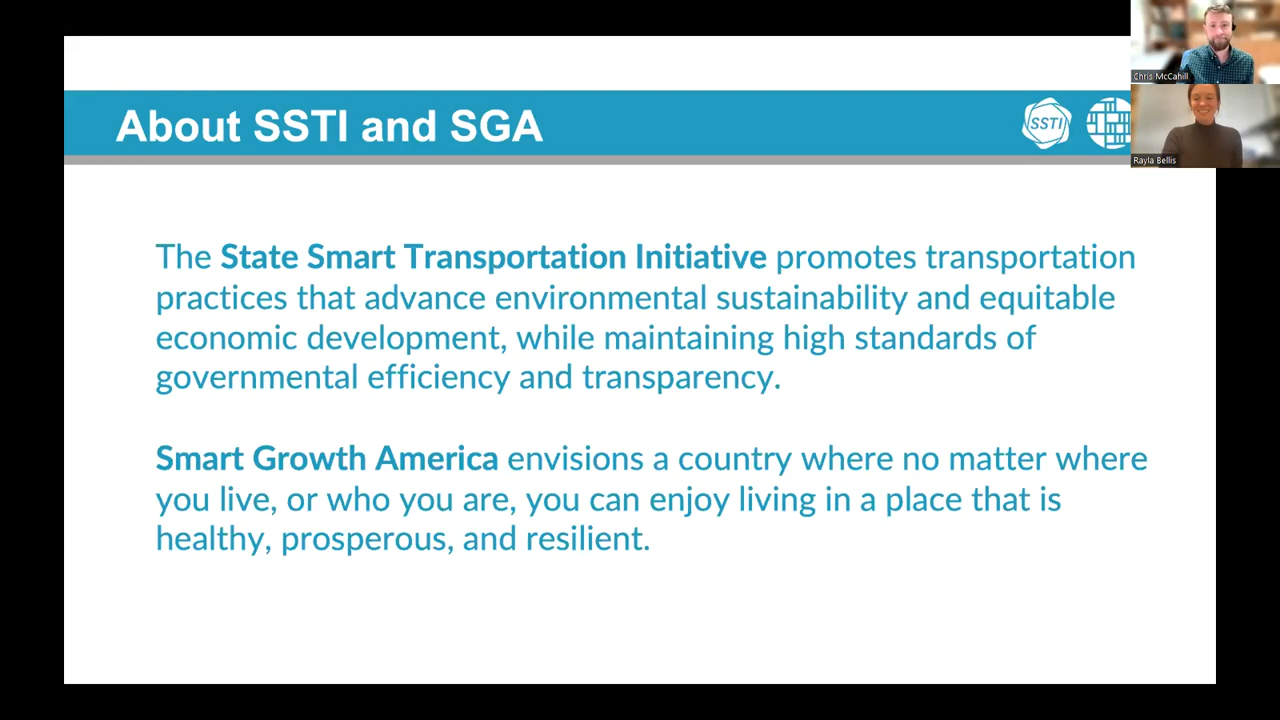 About SSTI and SGA
SSTI
Chris McCahill
Rayla Bellis
The State Smart Transportation Initiative promotes transportation
practices that advance environmental sustainability and equitable
economic development, while maintaining high standards of
governmental efficiency and transparency.
Smart Growth America envisions a country where no matter where
you live, or who you are, you can enjoy living in a place that is
healthy, prosperous, and resilient.